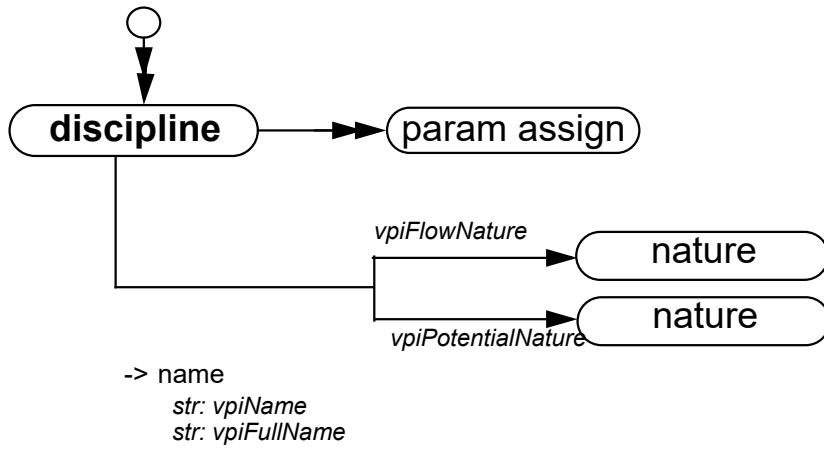 discipline
param assign
vpiFlowNature
nature
nature
vpiPotentialNature
-> name
str: vpiName
str: vpiFullName